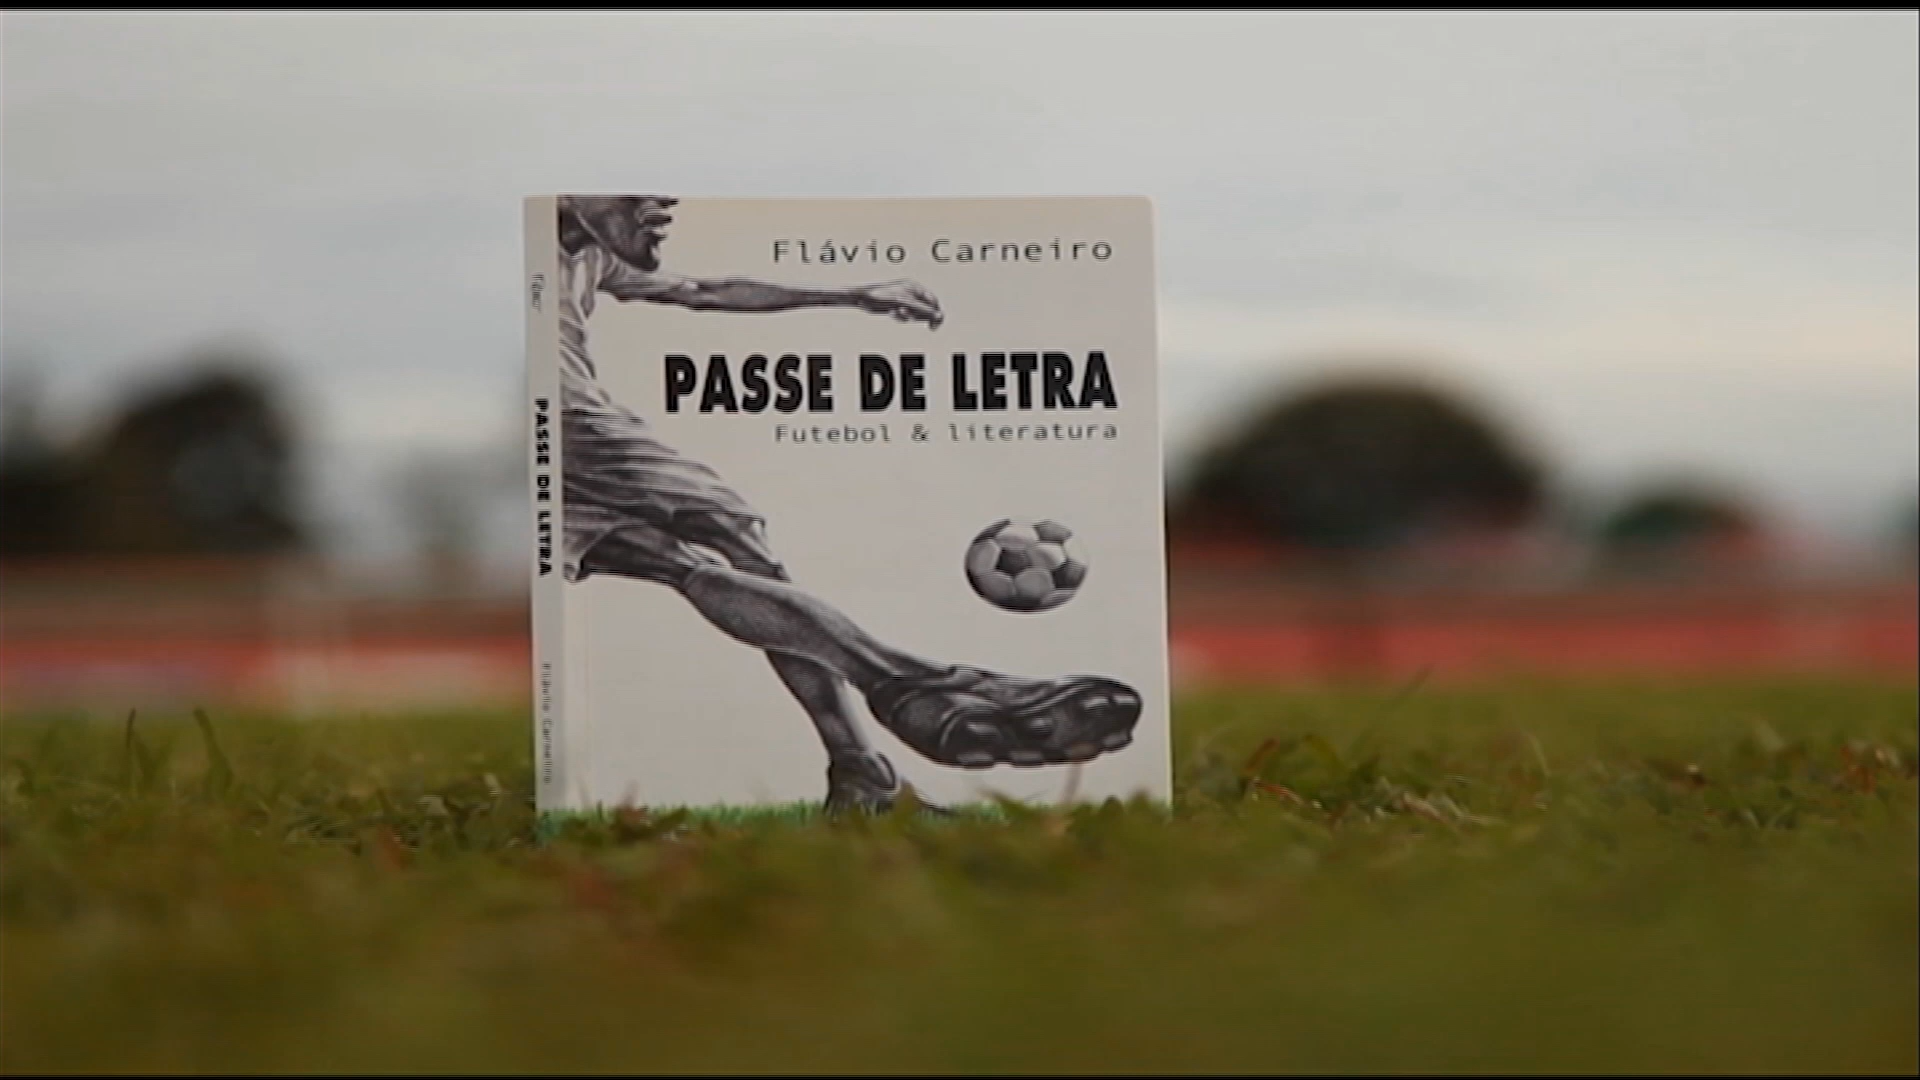 Flávio Carneiro
PASSE DE LETRA
Futebol & literatura
PASSE DE LETRA
Flávio Carneiro